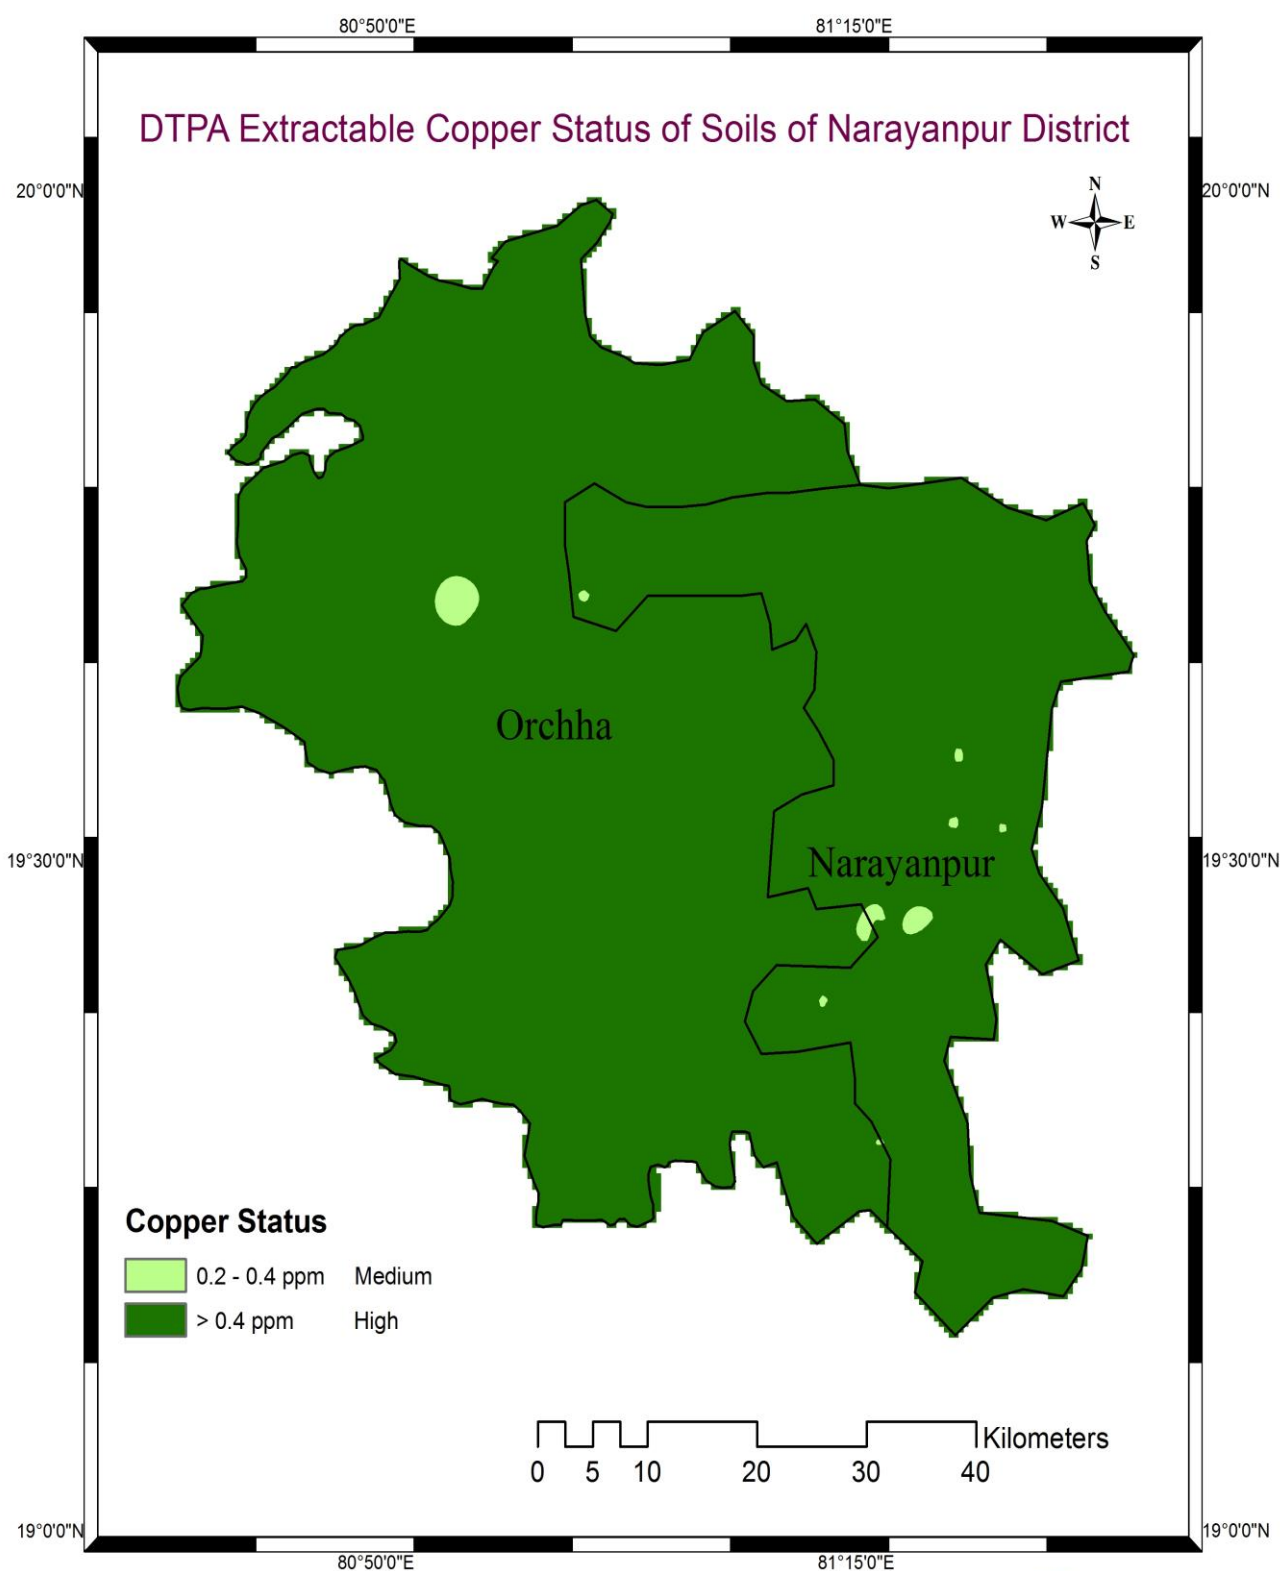 80°50'0"E 81°15'0"E
DTPA Extractable Copper Status of Soils of Narayanpur District
20°0'0"N 20°0'0"N
N
W E
S
Orchha
19°30'0"N 19°30'0"N
Narayanpur
Copper Status
0.2 - 0.4 ppm Medium
> 0.4 ppm High
Kilometers
0 5 10 20 30 40
19°0'0"N 19°0'0"N
80°50'0"E 81°15'0"E